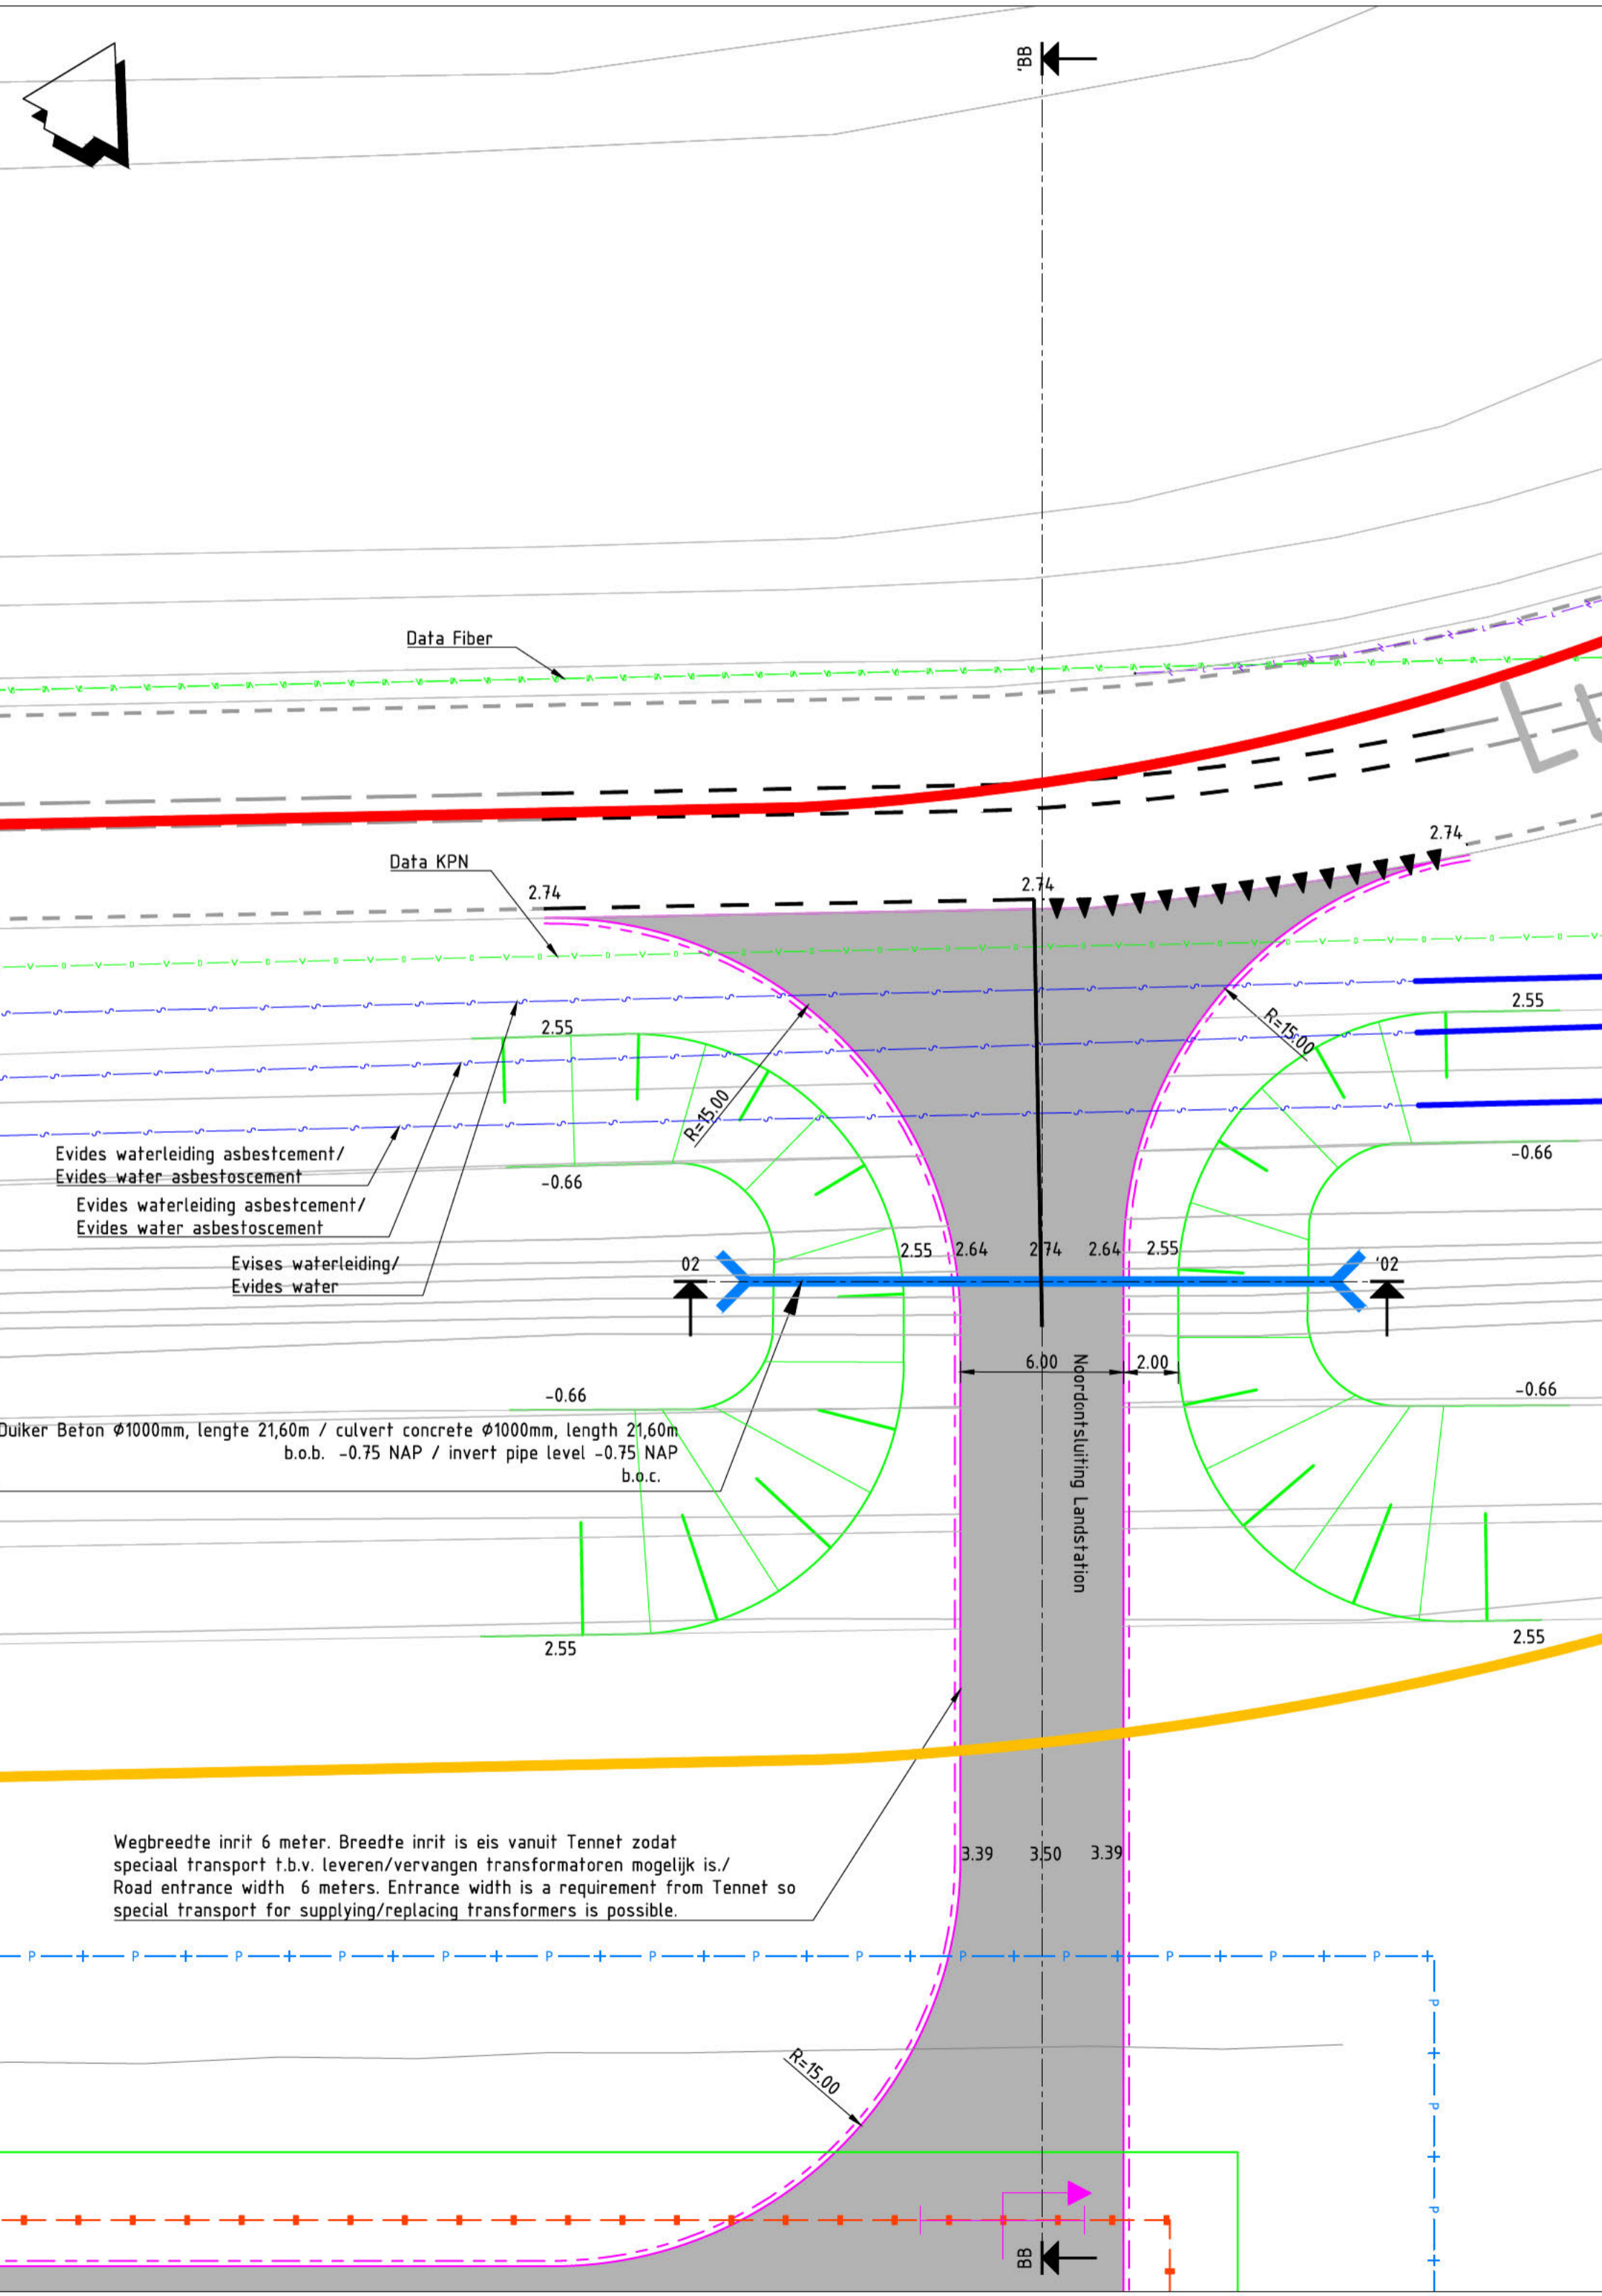 'BB
Data Fiber
Data KPN
2.74
2.74
2.74
2.55
2.55
R=15.00
R=15.00
Evides waterleiding asbestcement/
Evides water asbestoscement
-0.66
-0.66
Evides waterleiding asbestcement/
Evides water asbestoscement
Evises waterleiding/
Evides water
2.55
2.64
2.74
2.64
2.55
02
'02
6.00
2.00
Noordontsluiting Landstation
-0.66
-0.66
Duiker Beton Ø1000mm, lengte 21,60m / culvert concrete Ø1000mm, length 21,60m
b.o.b. -0.75 NAP / invert pipe level -0.75 NAP
b.o.c.
2.55
2.55
Wegbreedte inrit 6 meter. Breedte inrit is eis vanuit Tennet zodat
speciaal transport t.b.v. leveren/vervangen transformatoren mogelijk is./
Road entrance width 6 meters. Entrance width is a requirement from Tennet so
special transport for supplying/replacing transformers is possible.
3.39
3.50
3.39
P P P P P P P P P P P P P P
P
P
P
R=15.00
BB